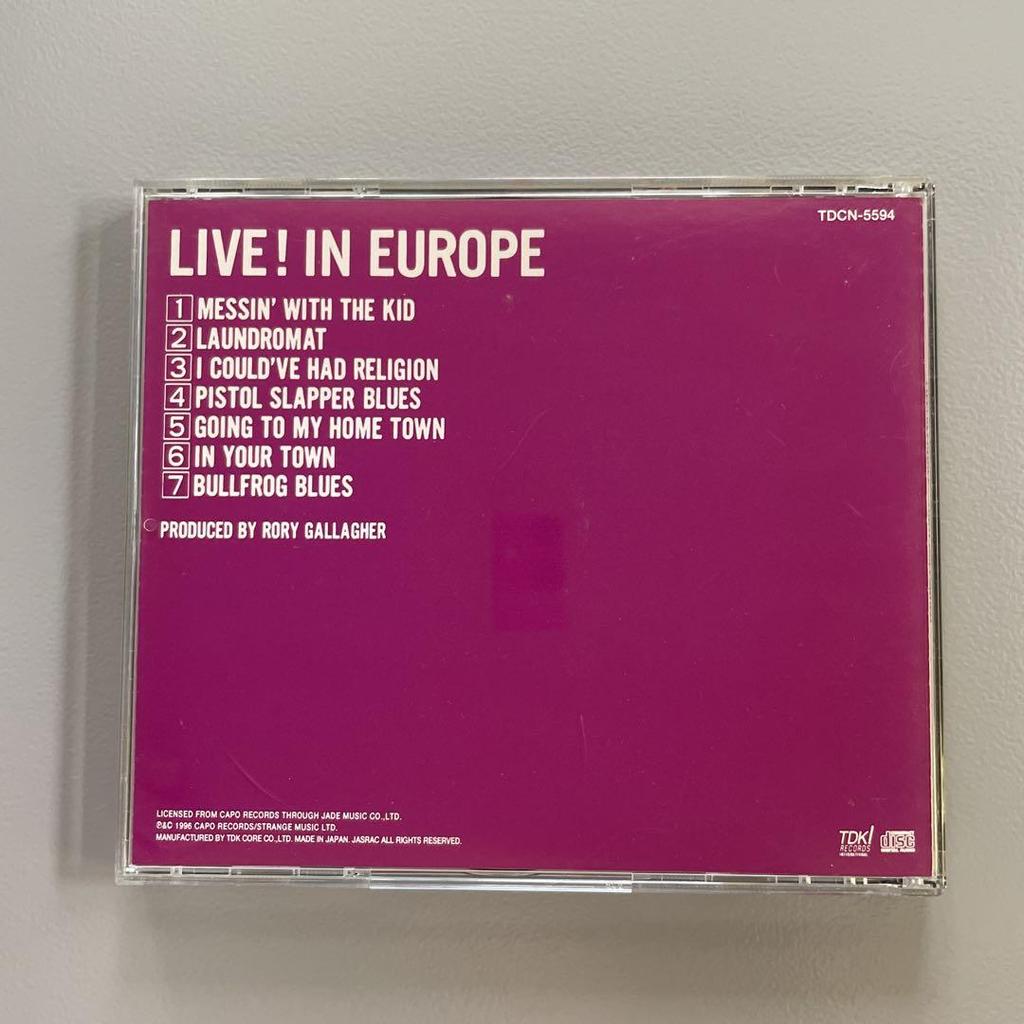 TDCN-5594
LIVE! IN EUROPE
1 MESSIN' WITH THE KID
2 LAUNDROMAT
3 I COULD'VE HAD RELIGION
4 PISTOL SLAPPER BLUES
5 GOING TO MY HOME TOWN
6 IN YOUR TOWN
7 BULLFROG BLUES
PRODUCED BY RORY GALLAGHER
LICENSED FROM CAPO RECORDS THROUGH JADE MUSIC CO.,LTD.
℗&C 1996 CAPO RECORDS/STRANGE MUSIC LTD.
MANUFACTURED BY TDK CORE CO.,LTD. MADE IN JAPAN. JASRAC ALL RIGHTS RESERVED.
TDK!
RECORDS
disc